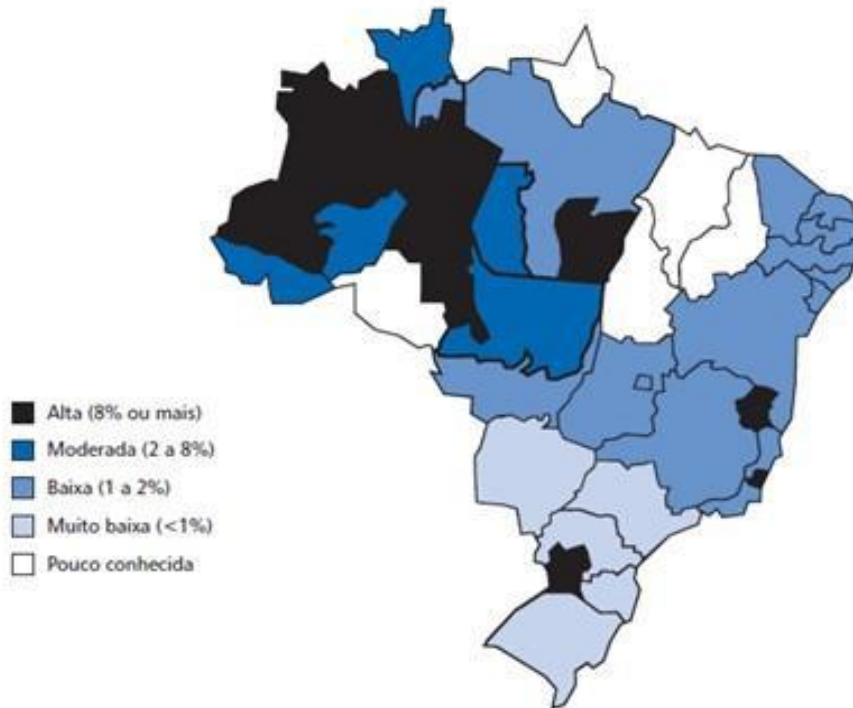 Alta (8% ou mais)
Moderada (2 a 8%)
Baixa (1 a 2%)
Muito baixa (<1%)
Pouco conhecida